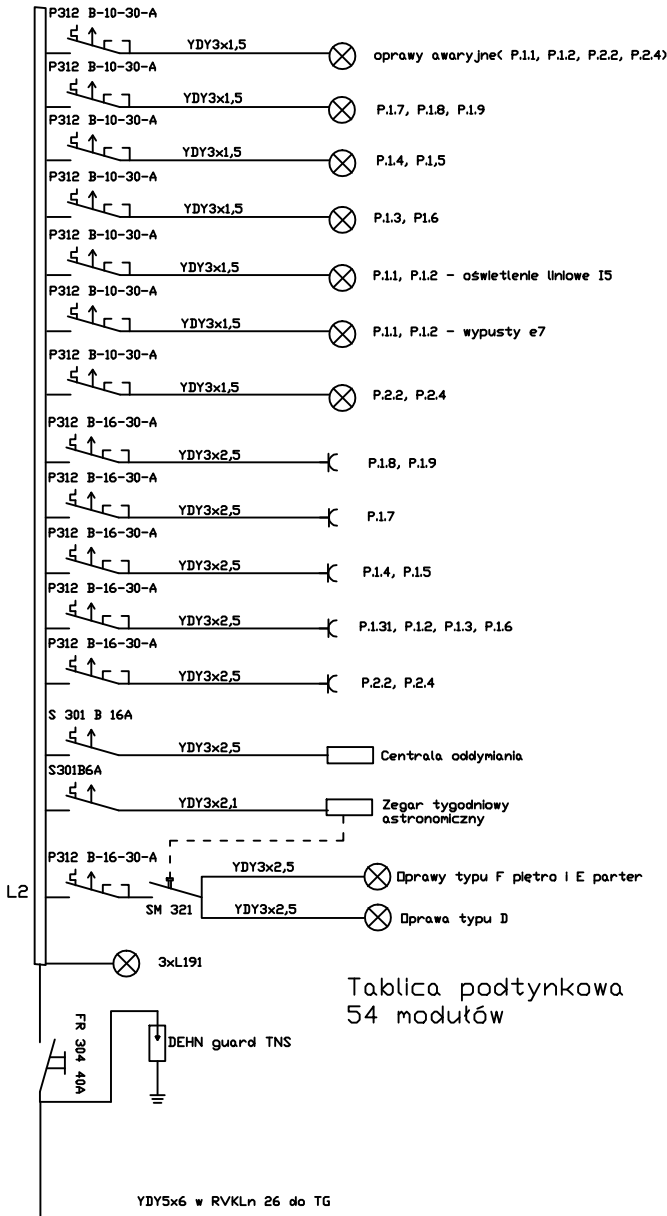 P312 B-10-30-A
YDY3x1,5
oprawy awaryjne( P.1.1, P.1.2, P.2.2, P.2.4)
P312 B-10-30-A
YDY3x1,5
P.1.7, P.1.8, P.1.9
P312 B-10-30-A
YDY3x1,5
P.1.4, P.1,5
P312 B-10-30-A
YDY3x1,5
P.1.3, P1.6
P312 B-10-30-A
YDY3x1,5
P.1.1, P.1.2 - oświetlenie liniowe I5
P312 B-10-30-A
YDY3x1,5
P.1.1, P.1.2 - wypusty e7
P312 B-10-30-A
YDY3x1,5
P.2.2, P.2.4
P312 B-16-30-A
YDY3x2,5
P.1.8, P.1.9
P312 B-16-30-A
YDY3x2,5
P.1.7
P312 B-16-30-A
YDY3x2,5
P.1.4, P.1.5
P312 B-16-30-A
YDY3x2,5
P.1.31, P.1.2, P.1.3, P.1.6
P312 B-16-30-A
YDY3x2,5
P.2.2, P.2.4
S 301 B 16A
YDY3x2,5
Centrala oddymiania
S301B6A
YDY3x2,1
Zegar tygodniowy
astronomiczny
P312 B-16-30-A
YDY3x2,5
Oprawy typu F piętro i E parter
L2
SM 321
YDY3x2,5
Oprawa typu D
3xL191
Tablica podtynkowa
54 modułów
FR 304 40A
DEHN guard TNS
YDY5x6 w RVKLn 26 do TG